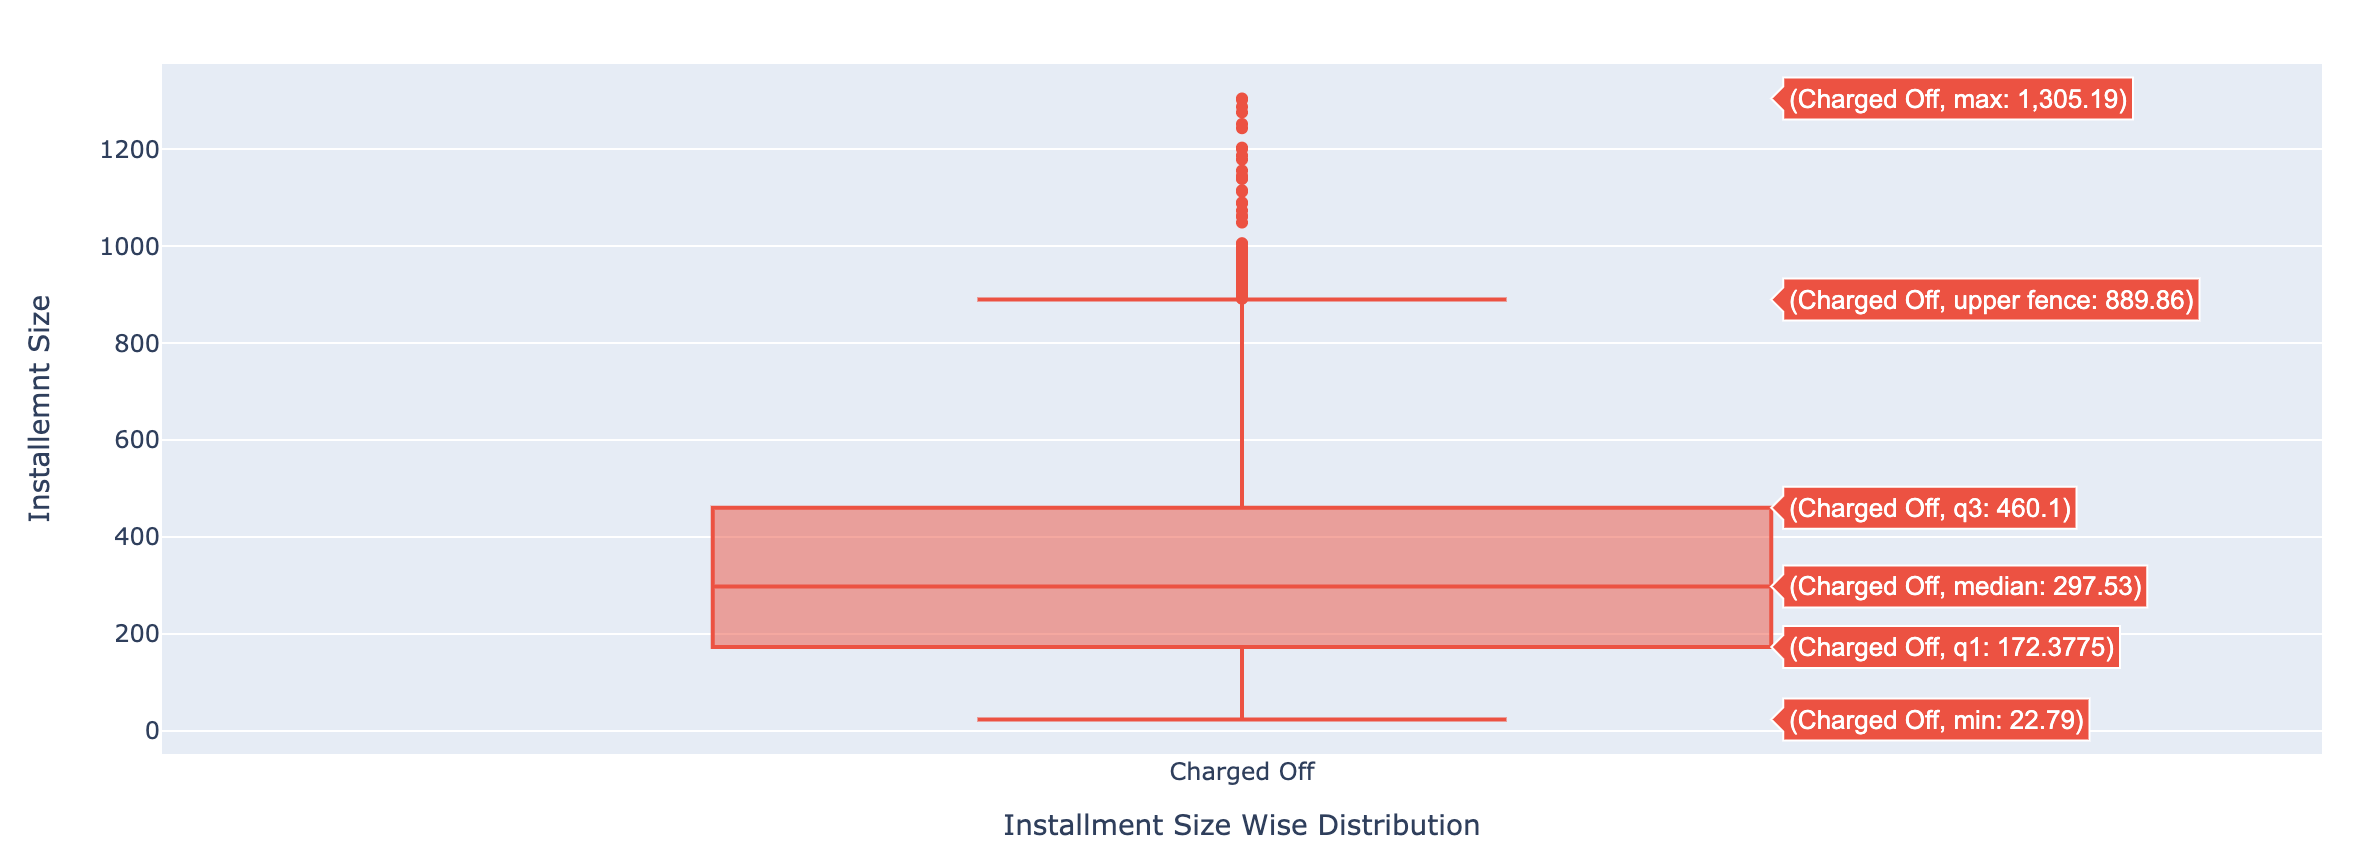 (Charged Off, max: 1,305.19)
1200
1000
(Charged Off, upper fence: 889.86)
800
600
(Charged Off, q3: 460.1)
400
(Charged Off, median: 297.53)
200
(Charged Off, q1: 172.3775)
(Charged Off, min: 22.79)
0
Installemnt Size
Charged Off
Installment Size Wise Distribution